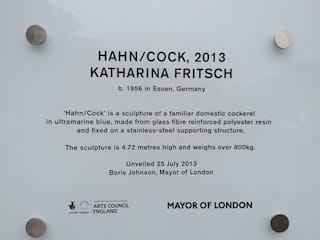 HAHN/COCK, 2013
KATHARINA FRITSCH
b. 1956 in Essen, Germany
'Hahn/Cock' is a sculpture of a familiar domestic cockerel
in ultramarine blue, made from glass fibre reinforced polyester resin
and fixed on a stainless-steel supporting structure.
The sculpture is 4.72 metres high and weighs over 800kg.
Unveiled 25 July 2013
Boris Johnson, Mayor of London
ARTS COUNCIL
ENGLAND
MAYOR OF LONDON